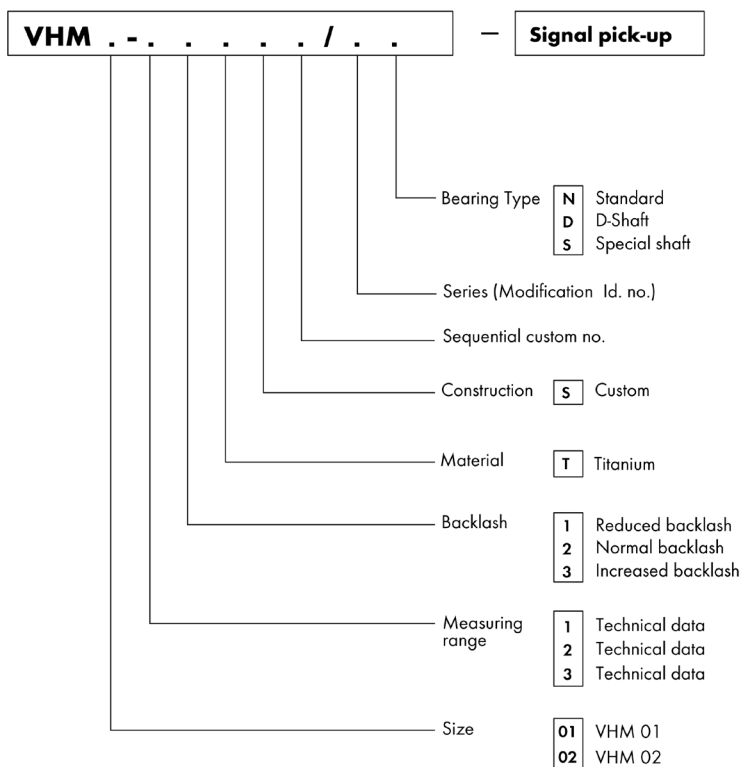 VHM . - . . . . . / . . – Signal pick-up
Bearing Type N Standard
D D-Shaft
S Special shaft
Series (Modification Id. no.)
Sequential custom no.
Construction S Custom
Material T Titanium
Backlash 1 Reduced backlash
2 Normal backlash
3 Increased backlash
Measuring range 1 Technical data
2 Technical data
3 Technical data
Size 01 VHM 01
02 VHM 02